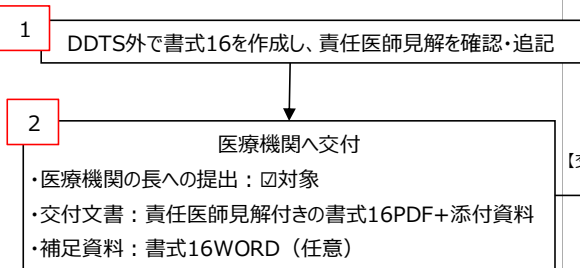 1
DDTS外で書式16を作成し、責任医師見解を確認・追記
2
医療機関へ交付
・医療機関の長への提出：☑対象
・交付文書：責任医師見解付きの書式16PDF+添付資料
・補足資料：書式16WORD（任意）